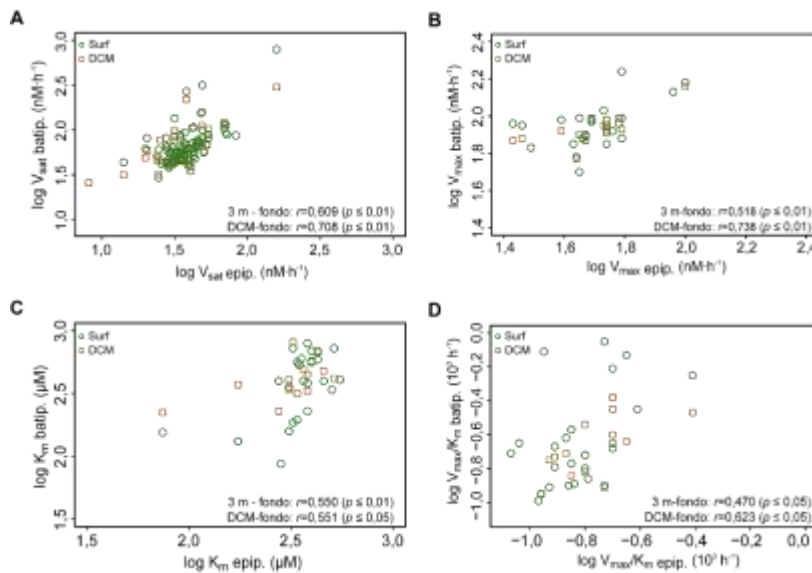 A
Surf
DCM
3 m - fondo: r=0,609 (p ≤ 0,01)
DCM-fondo: r=0,708 (p ≤ 0,01)
log Vsat batip. (nM·h⁻¹)
3,0
2,5
2,0
1,5
1,0
1,0 1,5 2,0 2,5 3,0
log Vsat epip. (nM·h⁻¹)
B
Surf
DCM
3 m-fondo: r=0,518 (p ≤ 0,01)
DCM-fondo: r=0,738 (p ≤ 0,01)
log Vmax batip. (nM·h⁻¹)
2,4
2,2
2,0
1,8
1,6
1,4
1,4 1,6 1,8 2,0 2,2 2,4
log Vmax epip. (nM·h⁻¹)
C
Surf
DCM
3 m - fondo: r=0,550 (p ≤ 0,01)
DCM-fondo: r=0,551 (p ≤ 0,05)
log Km batip. (µM)
3,0
2,5
2,0
1,5
1,5 2,0 2,5 3,0
log Km epip. (µM)
D
Surf
DCM
3 m-fondo: r=0,470 (p ≤ 0,05)
DCM-fondo: r=0,623 (p ≤ 0,05)
log Vmax/Km batip. (10³ h⁻¹)
0,0
−0,2
−0,4
−0,6
−0,8
−1,0
−1,0 −0,8 −0,6 −0,4 −0,2 0,0
log Vmax/Km epip. (10³ h⁻¹)